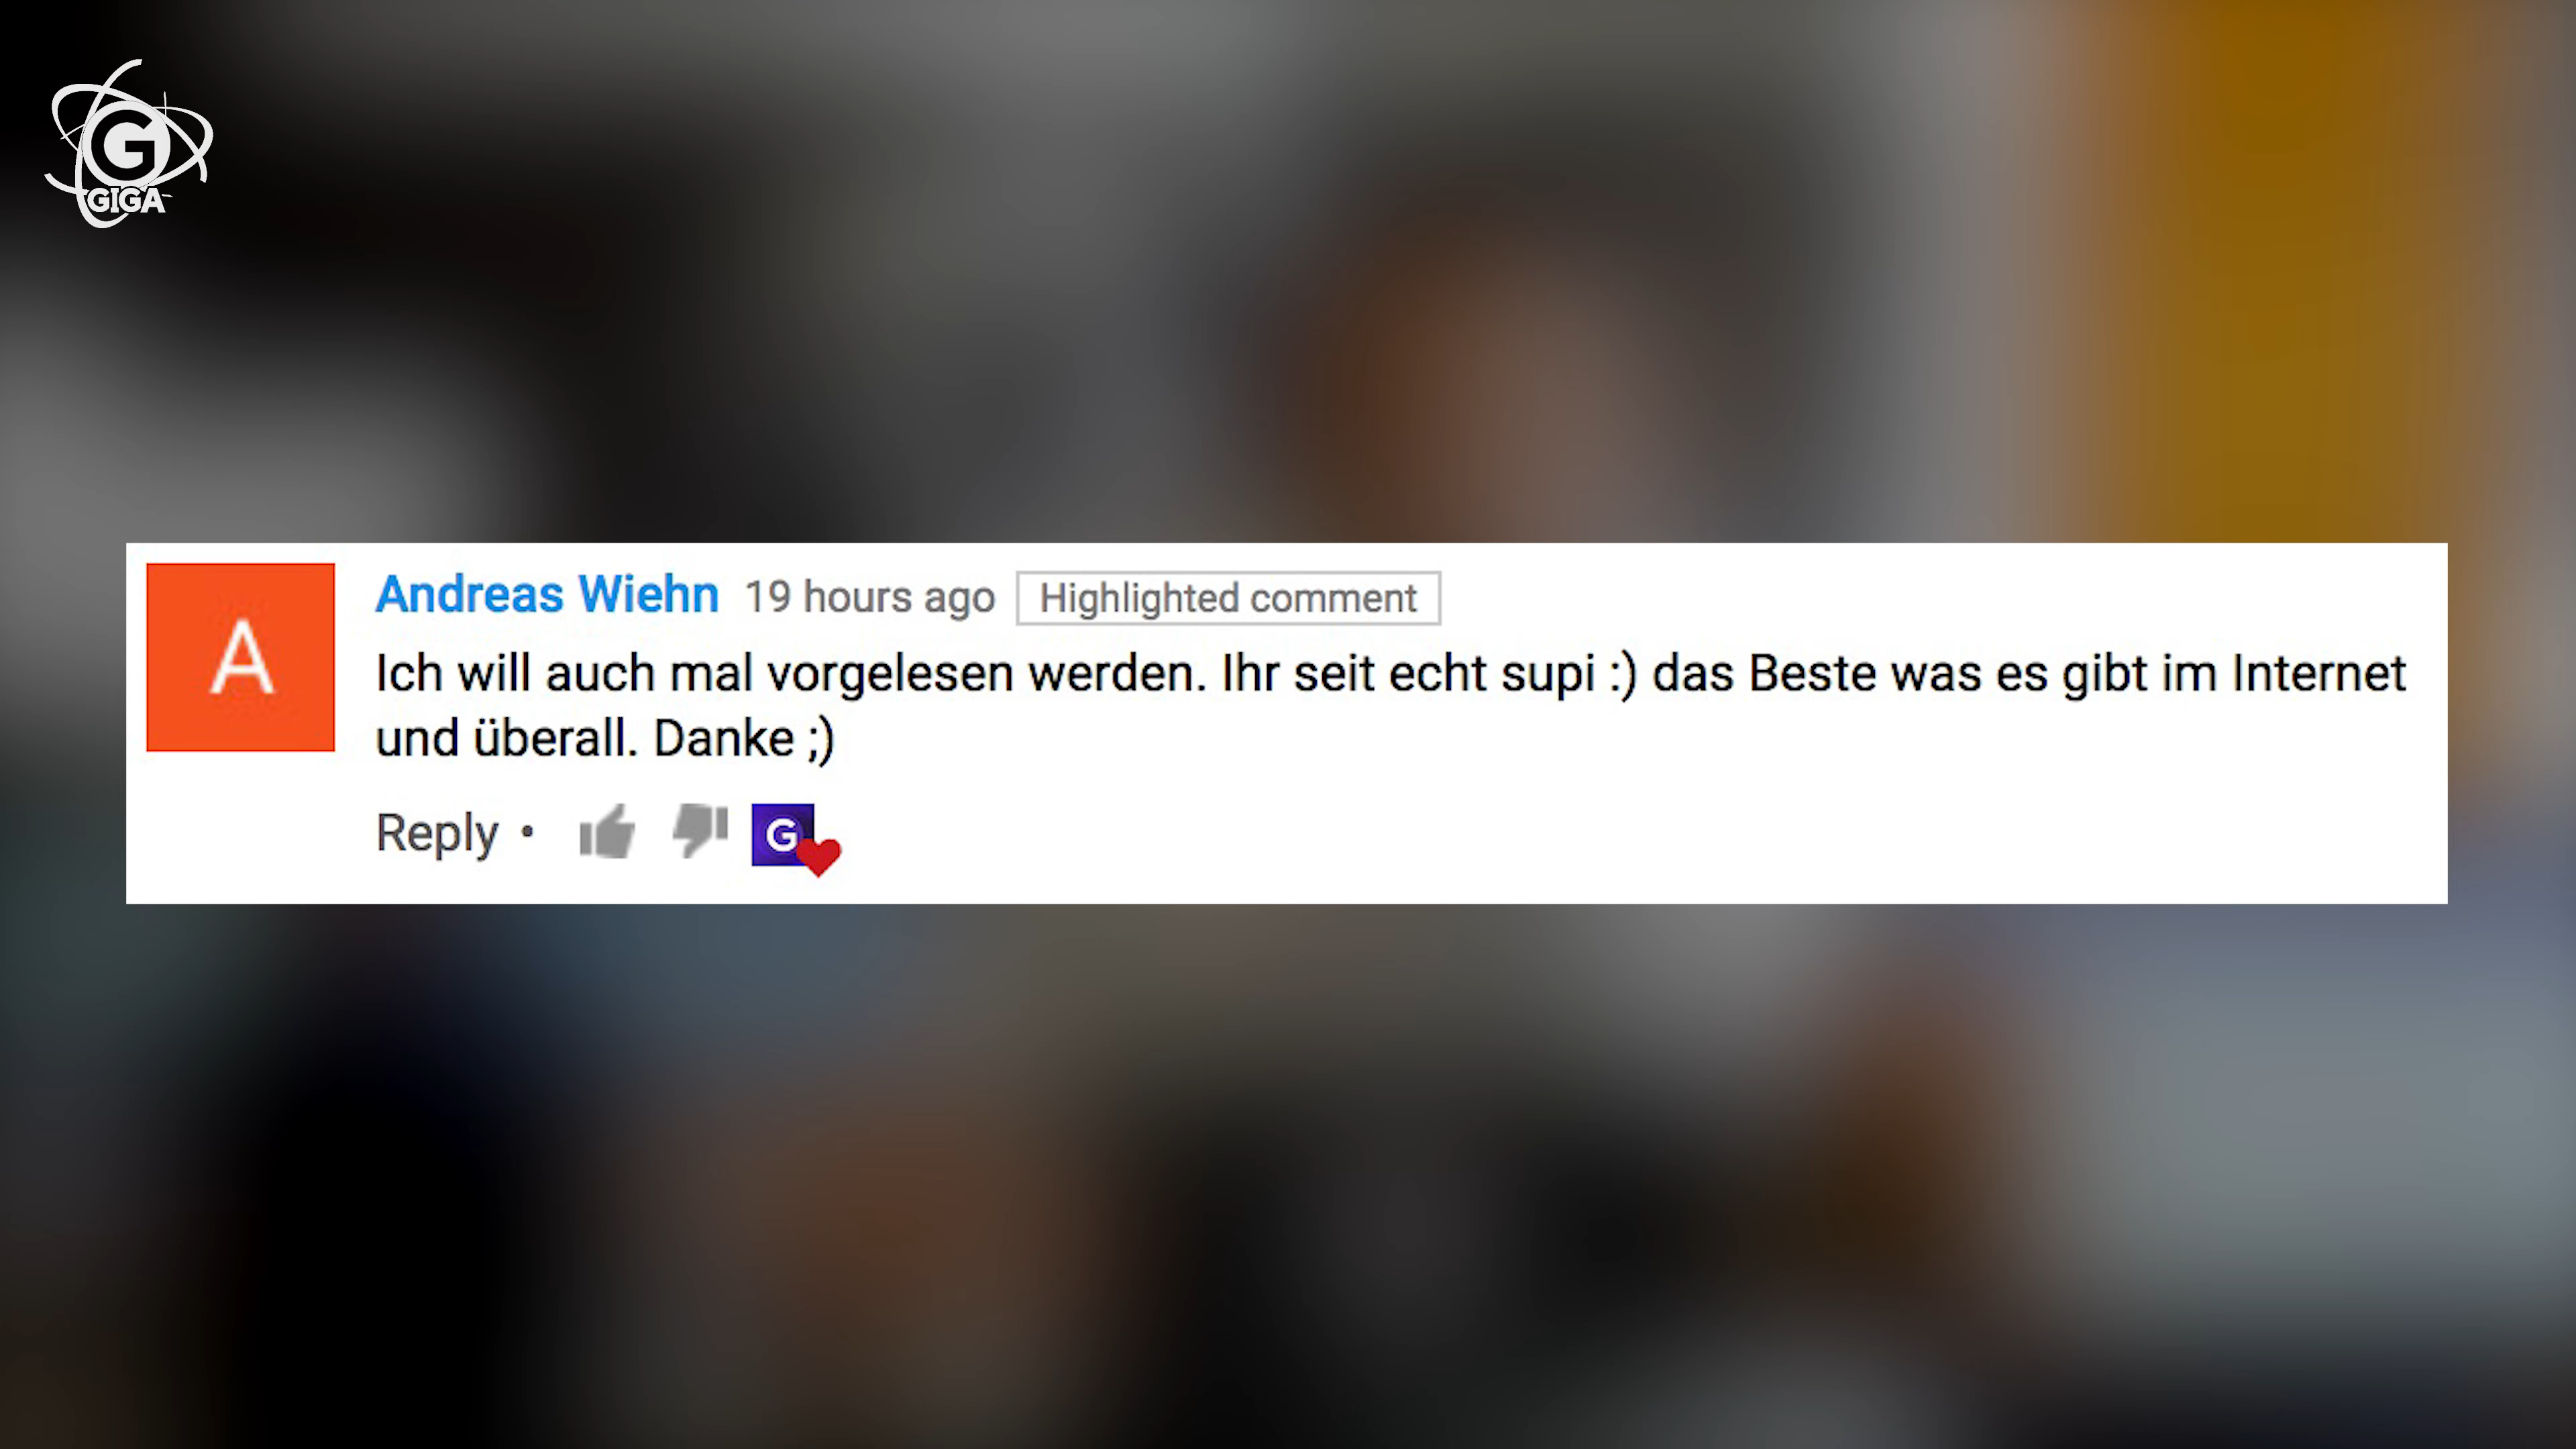 G
GIGA
A
Andreas Wiehn 19 hours ago Highlighted comment
Ich will auch mal vorgelesen werden. Ihr seit echt supi :) das Beste was es gibt im Internet
und überall. Danke ;)
Reply • G